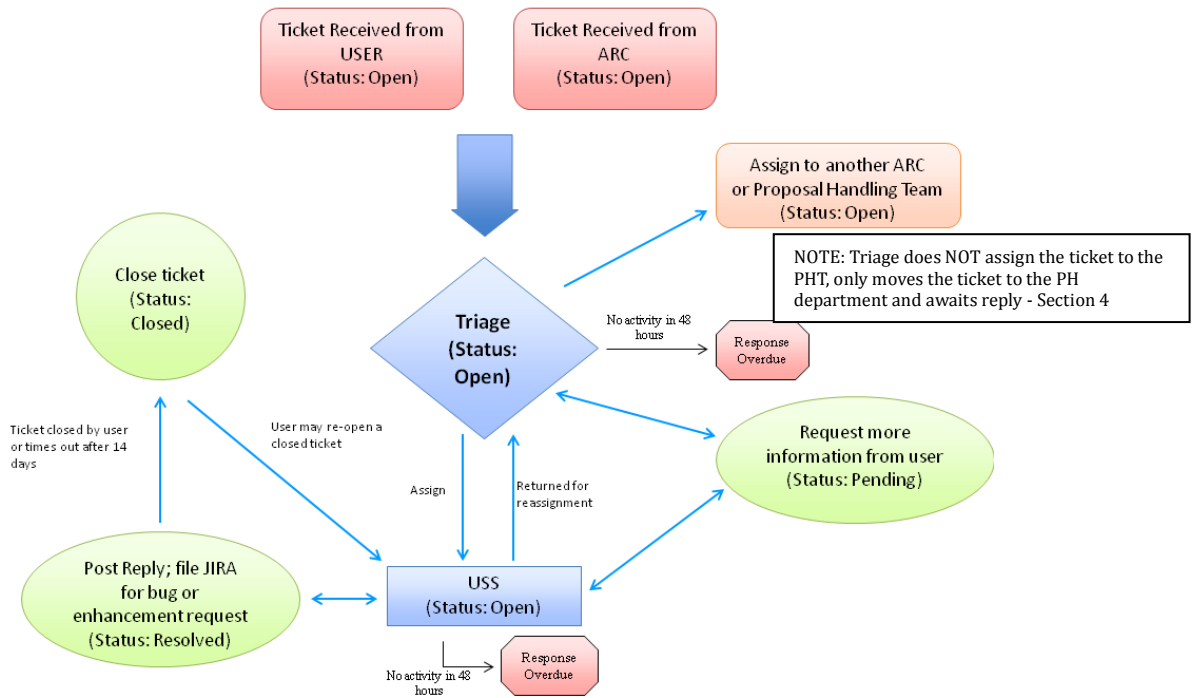 Ticket Received from
USER
(Status: Open)
Ticket Received from
ARC
(Status: Open)
Assign to another ARC
or Proposal Handling Team
(Status: Open)
NOTE: Triage does NOT assign the ticket to the
PHT, only moves the ticket to the PH
department and awaits reply - Section 4
Close ticket
(Status:
Closed)
Triage
(Status:
Open)
No activity in 48
hours
Response
Overdue
Ticket closed by user
or times out after 14
days
User may re-open a
closed ticket
Request more
information from user
(Status: Pending)
Assign
Returned for
reassignment
Post Reply; file JIRA
for bug or
enhancement request
(Status: Resolved)
USS
(Status: Open)
No activity in 48
hours
Response
Overdue